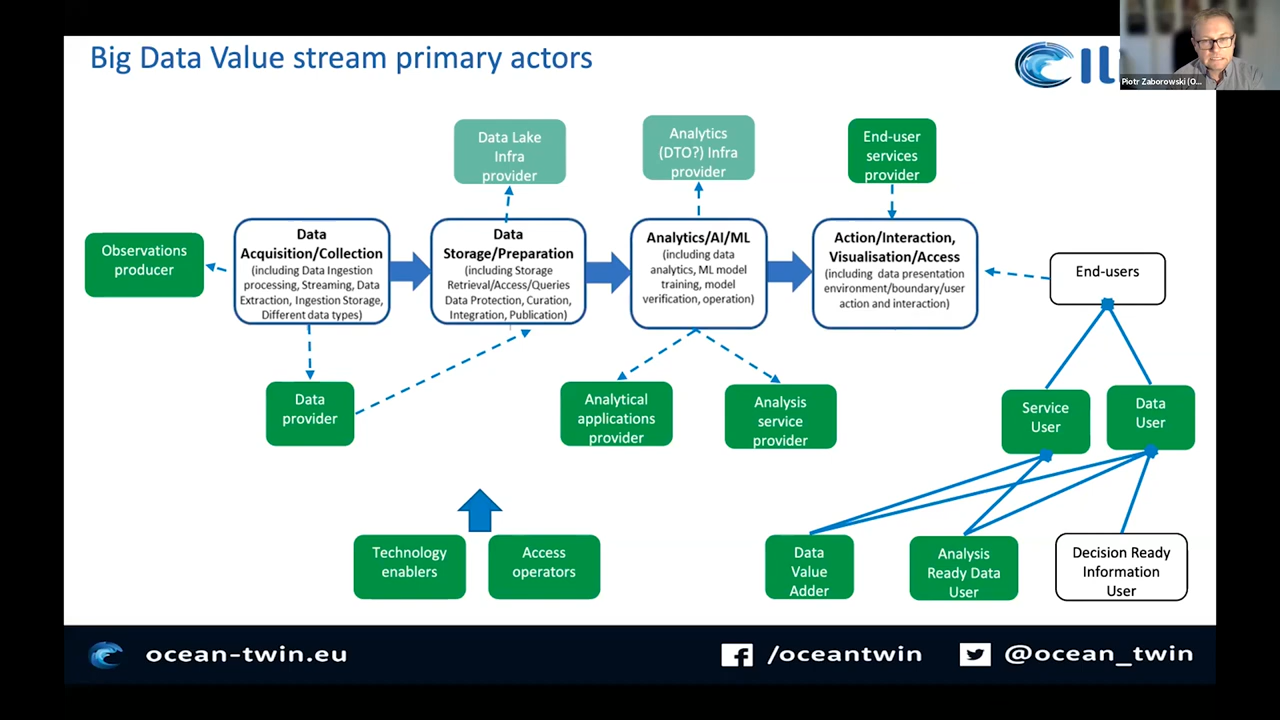 Big Data Value stream primary actors
Piotr Zaborowski (O...
Data Lake
Infra
provider
Analytics
(DTO?) Infra
provider
End-user
services
provider
Observations
producer
Data
Acquisition/Collection
(including Data Ingestion
processing, Streaming, Data
Extraction, Ingestion Storage,
Different data types)
Data
Storage/Preparation
(including Storage
Retrieval/Access/Queries
Data Protection, Curation,
Integration, Publication)
Analytics/AI/ML
(including data
analytics, ML model
training, model
verification, operation)
Action/Interaction,
Visualisation/Access
(including data presentation
environment/boundary/user
action and interaction)
End-users
Data
provider
Analytical
applications
provider
Analysis
service
provider
Service
User
Data
User
Technology
enablers
Access
operators
Data
Value
Adder
Analysis
Ready Data
User
Decision Ready
Information
User
ocean-twin.eu
/oceantwin
@ocean_twin